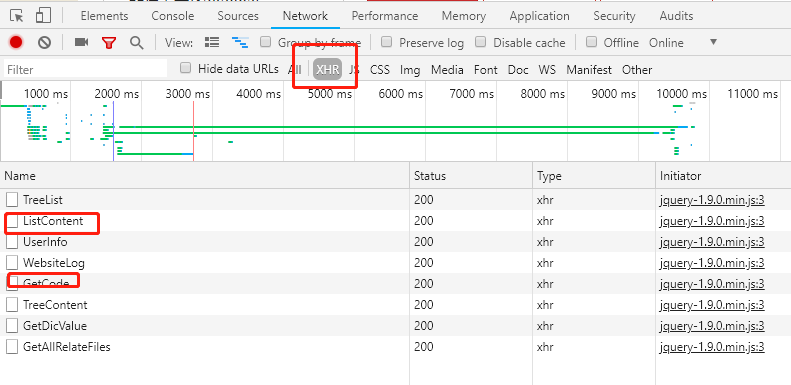 Elements Console Sources Network Performance Memory Application Security Audits
View: Group by frame Preserve log Disable cache Offline Online
Filter Hide data URLs All XHR JS CSS Img Media Font Doc WS Manifest Other
1000 ms 2000 ms 3000 ms 4000 ms 5000 ms 6000 ms 7000 ms 8000 ms 9000 ms 10000 ms 11000 ms
Name Status Type Initiator
TreeList 200 xhr jquery-1.9.0.min.js:3
ListContent 200 xhr jquery-1.9.0.min.js:3
UserInfo 200 xhr jquery-1.9.0.min.js:3
WebsiteLog 200 xhr jquery-1.9.0.min.js:3
GetCode 200 xhr jquery-1.9.0.min.js:3
TreeContent 200 xhr jquery-1.9.0.min.js:3
GetDicValue 200 xhr jquery-1.9.0.min.js:3
GetAllRelateFiles 200 xhr jquery-1.9.0.min.js:3